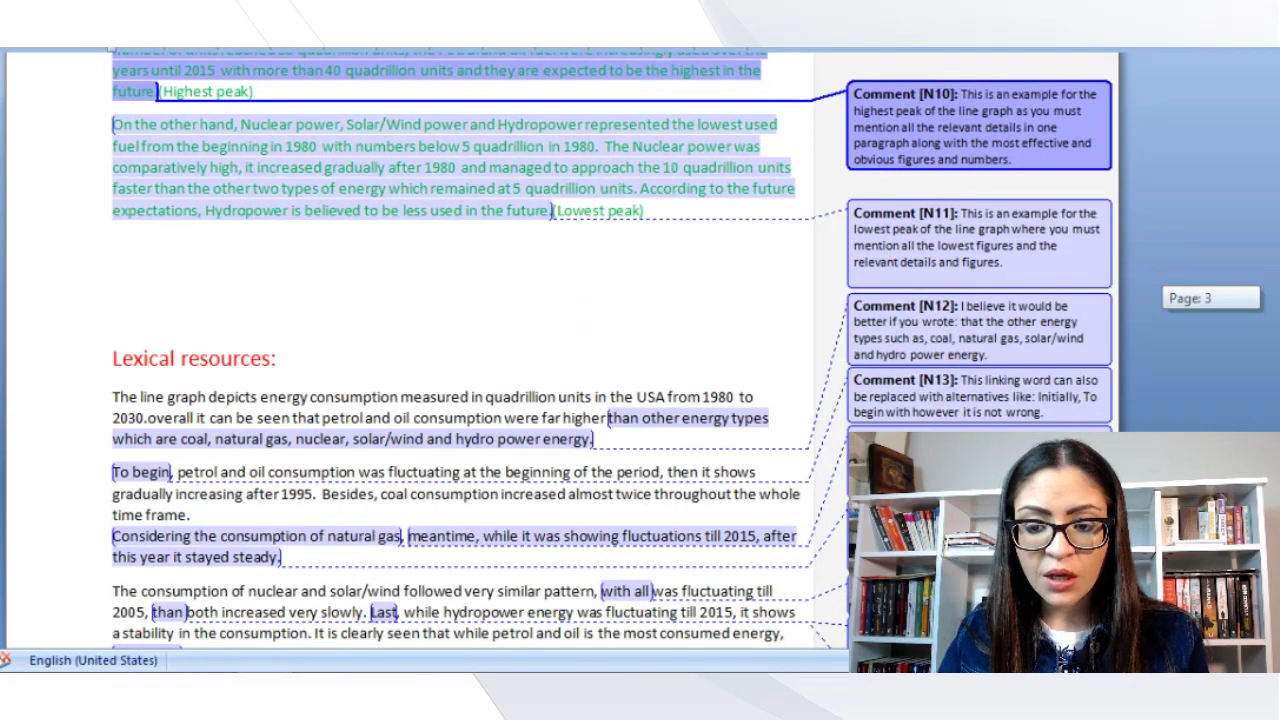 years until 2015 with more than 40 quadrillion units and they are expected to be the highest in the
future.(Highest peak)
On the other hand, Nuclear power, Solar/Wind power and Hydropower represented the lowest used
fuel from the beginning in 1980 with numbers below 5 quadrillion in 1980. The Nuclear power was
comparatively high, it increased gradually after 1980 and managed to approach the 10 quadrillion units
faster than the other two types of energy which remained at 5 quadrillion units. According to the future
expectations, Hydropower is believed to be less used in the future.(Lowest peak)
Lexical resources:
The line graph depicts energy consumption measured in quadrillion units in the USA from 1980 to
2030.overall it can be seen that petrol and oil consumption were far higher than other energy types
which are coal, natural gas, nuclear, solar/wind and hydro power energy.
To begin, petrol and oil consumption was fluctuating at the beginning of the period, then it shows
gradually increasing after 1995. Besides, coal consumption increased almost twice throughout the whole
time frame.
Considering the consumption of natural gas, meantime, while it was showing fluctuations till 2015, after
this year it stayed steady.
The consumption of nuclear and solar/wind followed very similar pattern, with all was fluctuating till
2005, than both increased very slowly. Last, while hydropower energy was fluctuating till 2015, it shows
a stability in the consumption. It is clearly seen that while petrol and oil is the most consumed energy,
Comment [N10]: This is an example for the
highest peak of the line graph as you must
mention all the relevant details in one
paragraph along with the most effective and
obvious figures and numbers.
Comment [N11]: This is an example for the
lowest peak of the line graph where you must
mention all the lowest figures and the
relevant details and figures.
Comment [N12]: I believe it would be
better if you wrote: that the other energy
types such as, coal, natural gas, solar/wind
and hydro power energy.
Comment [N13]: This linking word can also
be replaced with alternatives like: Initially, To
begin with however it is not wrong.
Page: 3
English (United States)